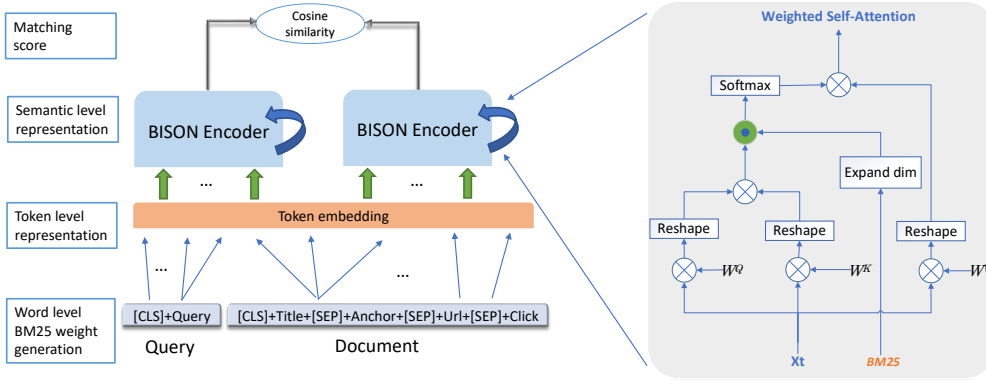 Matching
score
Cosine
similarity
Semantic level
representation
BISON Encoder
BISON Encoder
...
...
Token level
representation
Token embedding
...
...
Word level
BM25 weight
generation
[CLS]+Query
[CLS]+Title+[SEP]+Anchor+[SEP]+Url+[SEP]+Click
Query
Document
Weighted Self-Attention
Softmax
Expand dim
Reshape
Reshape
Reshape
W^Q
W^K
Xt
BM25